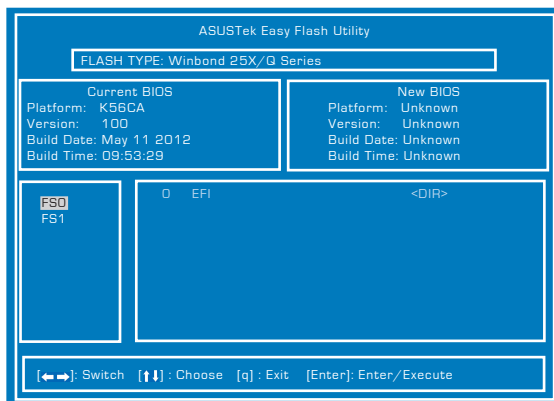 ASUSTek Easy Flash Utility
FLASH TYPE: Winbond 25X/Q Series
Current BIOS
Platform: K56CA
Version: 100
Build Date: May 11 2012
Build Time: 09:53:29
New BIOS
Platform: Unknown
Version: Unknown
Build Date: Unknown
Build Time: Unknown
FS0
FS1
0 EFI <DIR>
[←→]: Switch [↑↓] : Choose [q] : Exit [Enter]: Enter/Execute